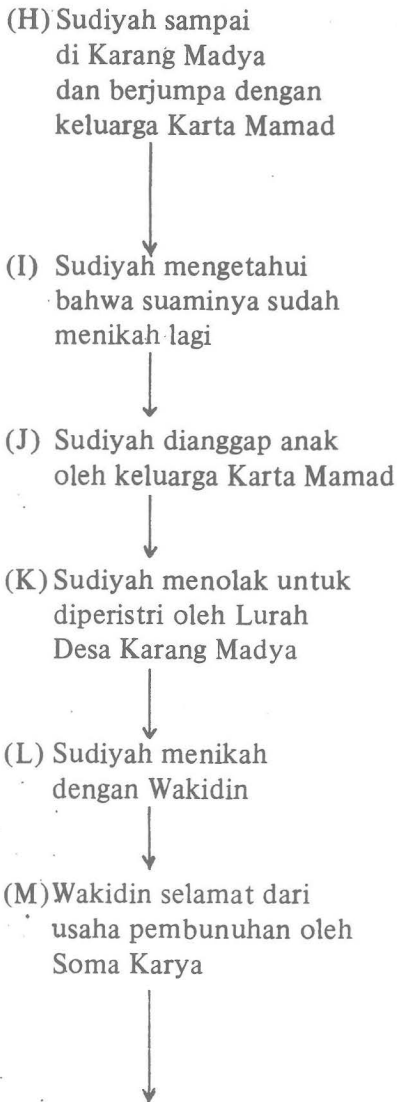 (H) Sudiyah sampai
di Karang Madya
dan berjumpa dengan
keluarga Karta Mamad
(I) Sudiyah mengetahui
bahwa suaminya sudah
menikah lagi
(J) Sudiyah dianggap anak
oleh keluarga Karta Mamad
(K) Sudiyah menolak untuk
diperistri oleh Lurah
Desa Karang Madya
(L) Sudiyah menikah
dengan Wakidin
(M) Wakidin selamat dari
usaha pembunuhan oleh
Soma Karya